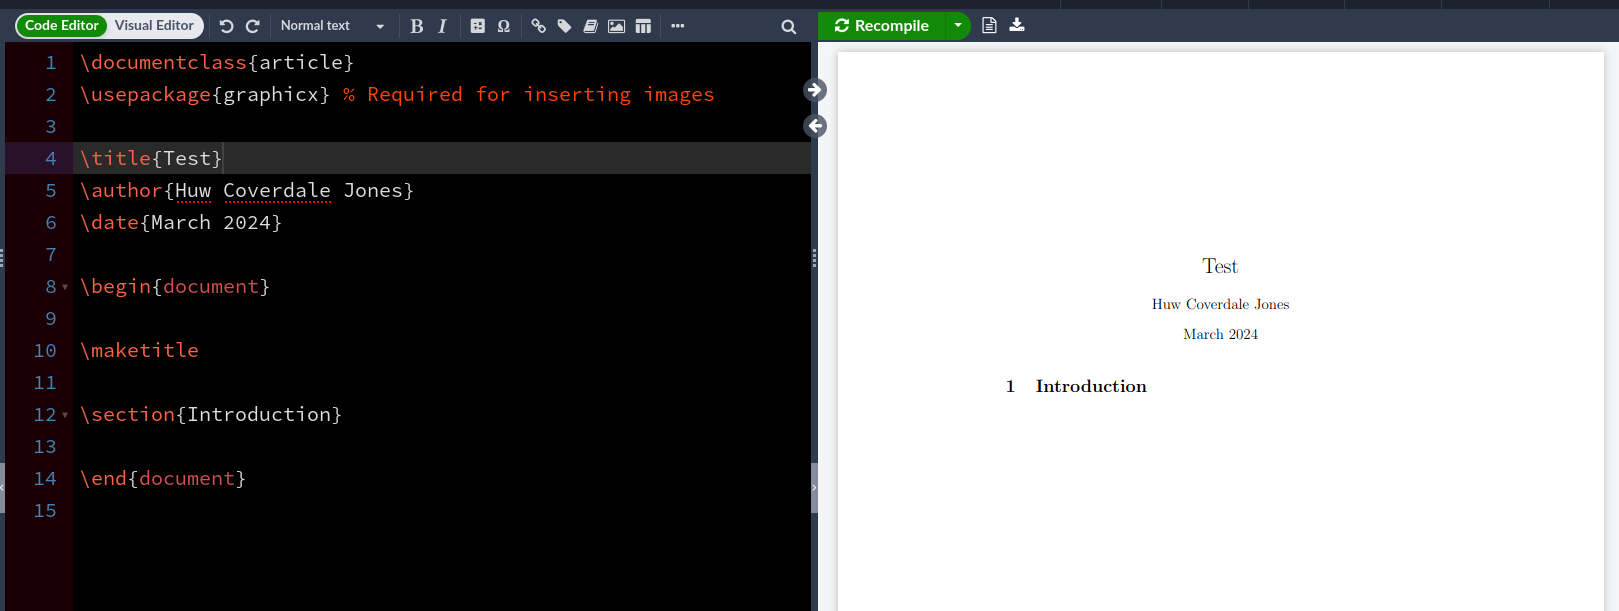 Code Editor Visual Editor Normal text B I Ω Recompile
1 \documentclass{article}
2 \usepackage{graphicx} % Required for inserting images
3
4 \title{Test}
5 \author{Huw Coverdale Jones}
6 \date{March 2024}
7
8 \begin{document}
9
10 \maketitle
11
12 \section{Introduction}
13
14 \end{document}
15
Test
Huw Coverdale Jones
March 2024
1 Introduction